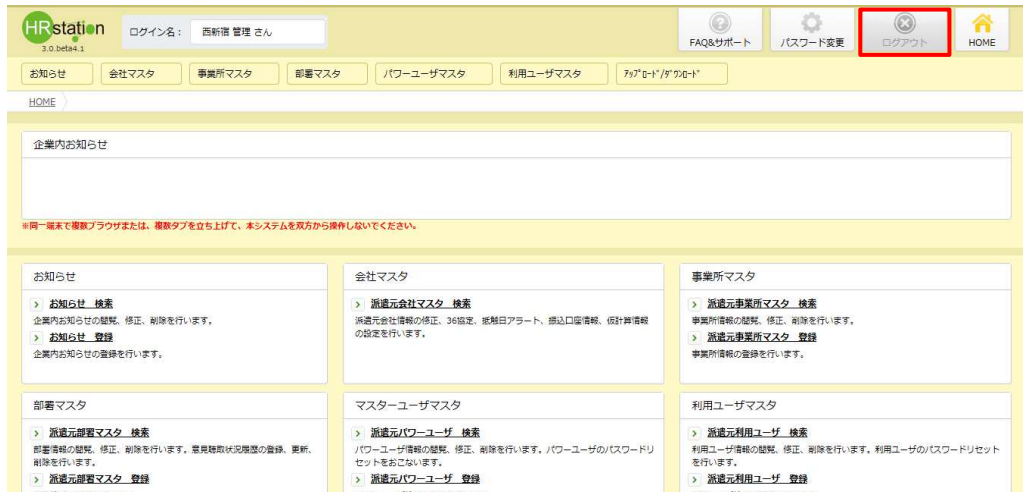 HRstation
3.0.beta4.1
ログイン名： 西新宿 管理 さん
FAQ&サポート
パスワード変更
ログアウト
HOME
お知らせ
会社マスタ
事業所マスタ
部署マスタ
パワーユーザマスタ
利用ユーザマスタ
ｱｯﾌﾟﾛｰﾄﾞ/ﾀﾞｳﾝﾛｰﾄﾞ
HOME
企業内お知らせ
※同一端末で複数ブラウザまたは、複数タブを立ち上げて、本システムを双方から操作しないでください。
お知らせ
お知らせ 検索
企業内お知らせの閲覧、修正、削除を行います。
お知らせ 登録
企業内お知らせの登録を行います。
会社マスタ
派遣元会社マスタ 検索
派遣元会社情報の修正、36協定、抵触日アラート、振込口座情報、仮計算情報
の設定を行います。
事業所マスタ
派遣元事業所マスタ 検索
事業所情報の閲覧、修正、削除を行います。
派遣元事業所マスタ 登録
事業所情報の登録を行います。
部署マスタ
派遣元部署マスタ 検索
部署情報の閲覧、修正、削除を行います。意見聴取状況履歴の登録、更新、
削除を行います。
派遣元部署マスタ 登録
マスターユーザマスタ
派遣元パワーユーザ 検索
パワーユーザ情報の閲覧、修正、削除を行います。パワーユーザのパスワードリ
セットをおこないます。
派遣元パワーユーザ 登録
利用ユーザマスタ
派遣元利用ユーザ 検索
利用ユーザ情報の閲覧、修正、削除を行います。利用ユーザのパスワードリセット
を行います。
派遣元利用ユーザ 登録